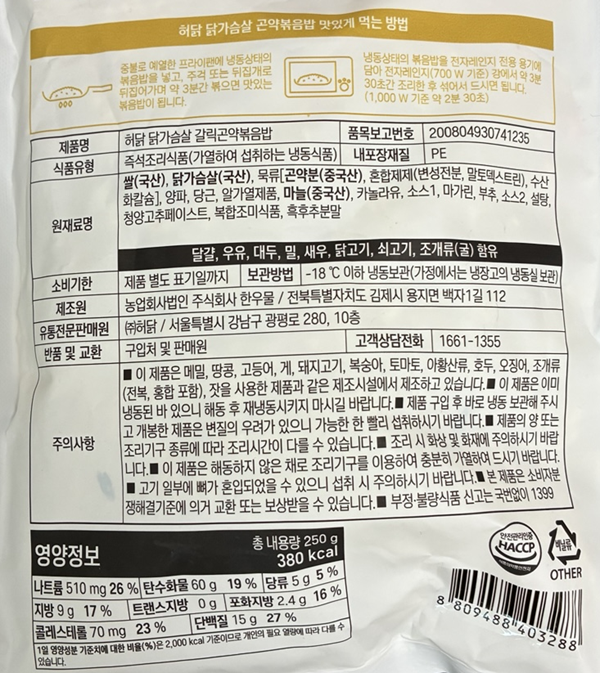 허닭 닭가슴살 곤약볶음밥 맛있게 먹는 방법
중불로 예열한 프라이팬에 냉동상태의
볶음밥을 넣고, 주걱 또는 뒤집개로
뒤집어가며 약 3분간 볶으면 맛있는
볶음밥이 됩니다.
냉동상태의 볶음밥을 전자레인지 전용 용기에
담아 전자레인지(700 W 기준) 강에서 약 3분
30초간 조리한 후 섞어서 드시면 됩니다.
(1,000 W 기준 약 2분 30초)
제품명 허닭 닭가슴살 갈릭곤약볶음밥 품목보고번호 200804930741235
식품유형 즉석조리식품(가열하여 섭취하는 냉동식품) 내포장재질 PE
원재료명
쌀(국산), 닭가슴살(국산), 묵류[곤약분(중국산), 혼합제제(변성전분, 말토덱스트린), 수산
화칼슘], 양파, 당근, 알가열제품, 마늘(중국산), 카놀라유, 소스1, 마가린, 부추, 소스2, 설탕,
청양고추페이스트, 복합조미식품, 흑후추분말
달걀, 우유, 대두, 밀, 새우, 닭고기, 쇠고기, 조개류(굴) 함유
소비기한 제품 별도 표기일까지 보관방법 -18 ℃ 이하 냉동보관(가정에서는 냉장고의 냉동실 보관)
제조원 농업회사법인 주식회사 한우물 / 전북특별자치도 김제시 용지면 백자1길 112
유통전문판매원 ㈜허닭 / 서울특별시 강남구 광평로 280, 10층
반품 및 교환 구입처 및 판매원 고객상담전화 1661-1355
주의사항
■ 이 제품은 메밀, 땅콩, 고등어, 게, 돼지고기, 복숭아, 토마토, 아황산류, 호두, 오징어, 조개류
(전복, 홍합 포함), 잣을 사용한 제품과 같은 제조시설에서 제조하고 있습니다.■ 이 제품은 이미
냉동된 바 있으니 해동 후 재냉동시키지 마시길 바랍니다.■ 제품 구입 후 바로 냉동 보관해 주시
고 개봉한 제품은 변질의 우려가 있으니 가능한 한 빨리 섭취하시기 바랍니다.■ 제품의 양 또는
조리기구 종류에 따라 조리시간이 다를 수 있습니다.■ 조리 시 화상 및 화재에 주의하시기 바랍
니다.■ 이 제품은 해동하지 않은 채로 조리기구를 이용하여 충분히 가열하여 드시기 바랍니다.
■ 고기 일부에 뼈가 혼입되었을 수 있으니 섭취 시 주의하시기 바랍니다.■ 본 제품은 소비자분
쟁해결기준에 의거 교환 또는 보상받을 수 있습니다.■ 부정·불량식품 신고는 국번없이 1399
영양정보
총 내용량 250 g
380 kcal
나트륨 510 mg 26 % 탄수화물 60 g 19 % 당류 5 g 5 %
지방 9 g 17 % 트랜스지방 0 g 포화지방 2.4 g 16 %
콜레스테롤 70 mg 23 % 단백질 15 g 27 %
1일 영양성분 기준치에 대한 비율(%)은 2,000 kcal 기준이므로 개인의 필요 열량에 따라 다를 수
있습니다.
안전관리인증
HACCP
비닐류
OTHER
8 809488 403288